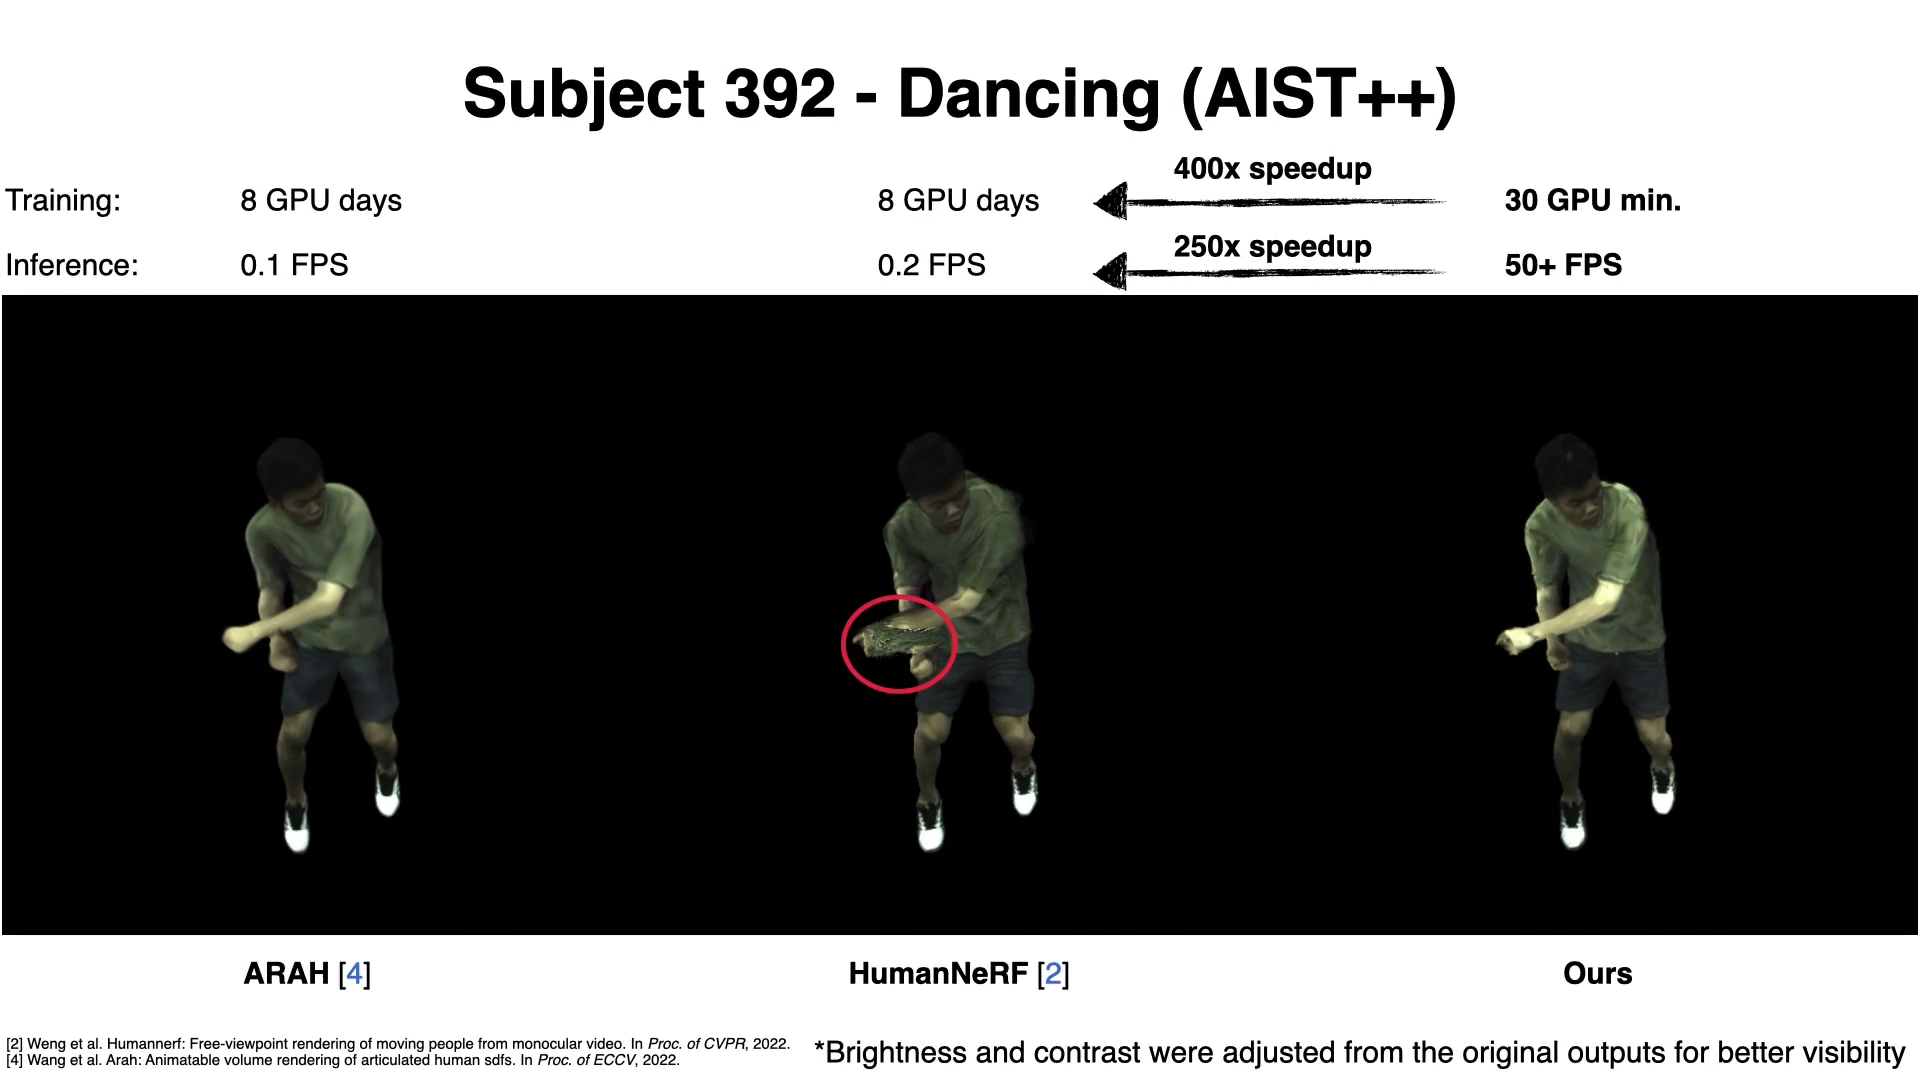 Subject 392 - Dancing (AIST++)
400x speedup
Training: 8 GPU days 8 GPU days 30 GPU min.
250x speedup
Inference: 0.1 FPS 0.2 FPS 50+ FPS
ARAH [4] HumanNeRF [2] Ours
[2] Weng et al. Humannerf: Free-viewpoint rendering of moving people from monocular video. In Proc. of CVPR, 2022.
[4] Wang et al. Arah: Animatable volume rendering of articulated human sdfs. In Proc. of ECCV, 2022.
*Brightness and contrast were adjusted from the original outputs for better visibility